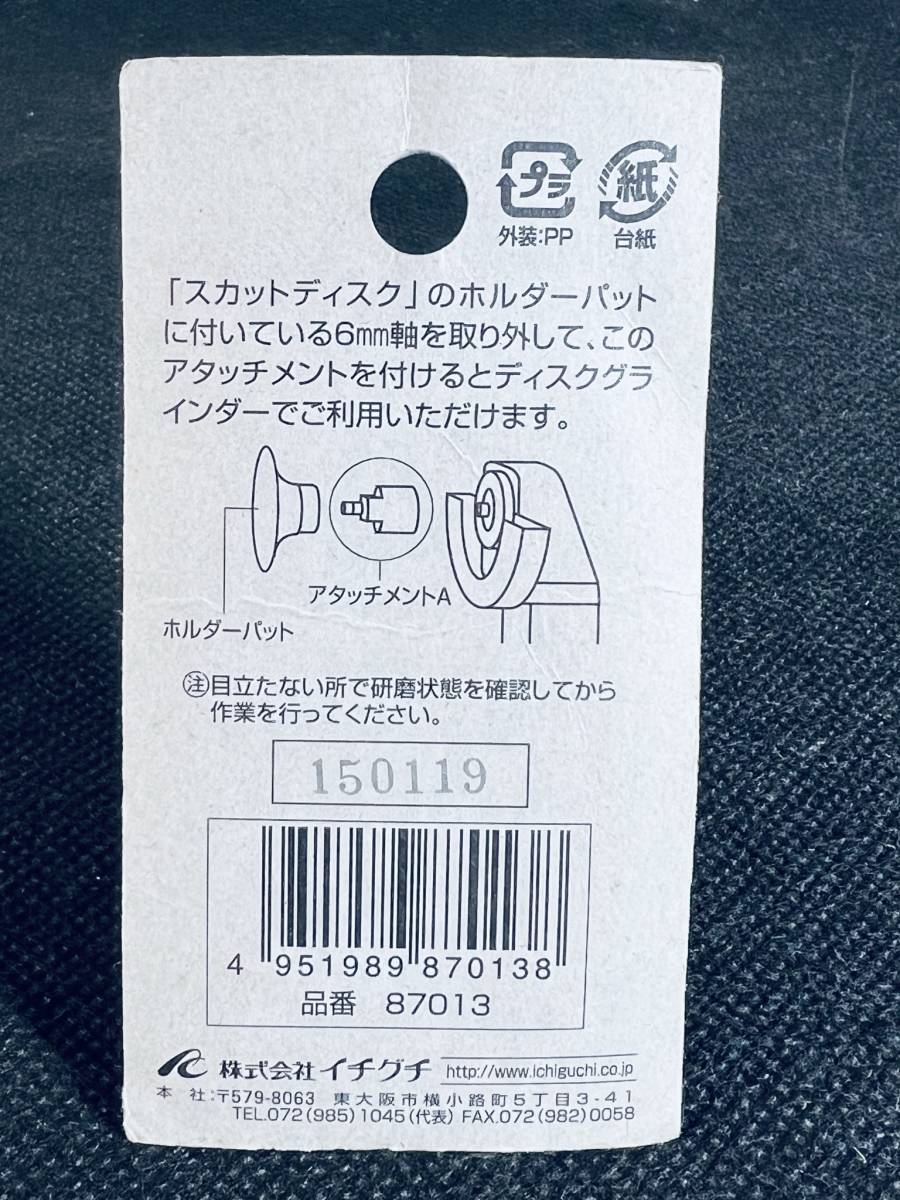 プラ 紙
外装:PP 台紙
「スカットディスク」のホルダーパット
に付いている6mm軸を取り外して、この
アタッチメントを付けるとディスクグラ
インダーでご利用いただけます。
アタッチメントA
ホルダーパット
㊟目立たない所で研磨状態を確認してから
作業を行ってください。
150119
4 951989 870138
品番 87013
株式会社 イチグチ http://www.ichiguchi.co.jp
本 社:〒579-8063 東大阪市横小路町5丁目3-41
TEL.072(985)1045(代表) FAX.072(982)0058